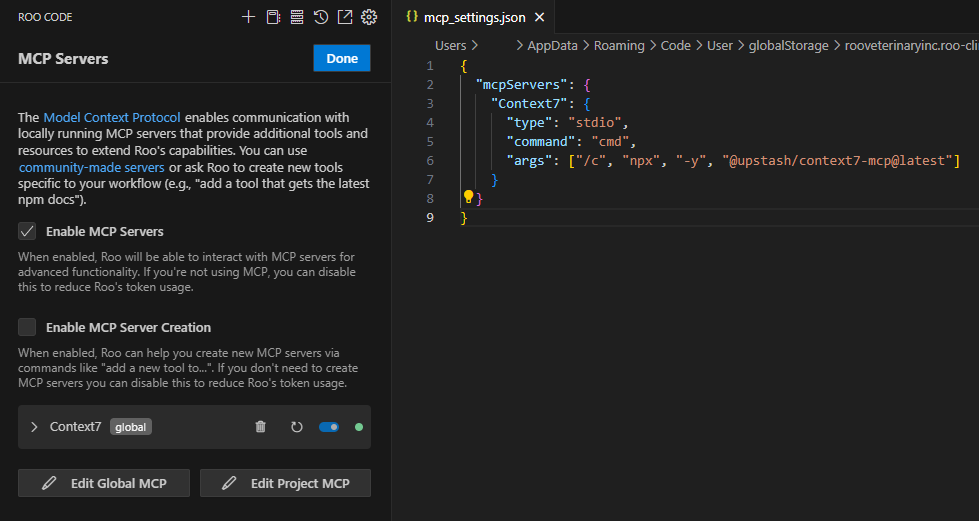 ROO CODE
MCP Servers
Done
The Model Context Protocol enables communication with
locally running MCP servers that provide additional tools and
resources to extend Roo's capabilities. You can use
community-made servers or ask Roo to create new tools
specific to your workflow (e.g., "add a tool that gets the latest
npm docs").
Enable MCP Servers
When enabled, Roo will be able to interact with MCP servers for
advanced functionality. If you're not using MCP, you can disable
this to reduce Roo's token usage.
Enable MCP Server Creation
When enabled, Roo can help you create new MCP servers via
commands like "add a new tool to...". If you don't need to create
MCP servers you can disable this to reduce Roo's token usage.
> Context7 global
Edit Global MCP
Edit Project MCP
{} mcp_settings.json ×
Users > > AppData > Roaming > Code > User > globalStorage > rooveterinaryinc.roo-cli
1 {
2 "mcpServers": {
3 "Context7": {
4 "type": "stdio",
5 "command": "cmd",
6 "args": ["/c", "npx", "-y", "@upstash/context7-mcp@latest"]
7 }
8 }
9 }